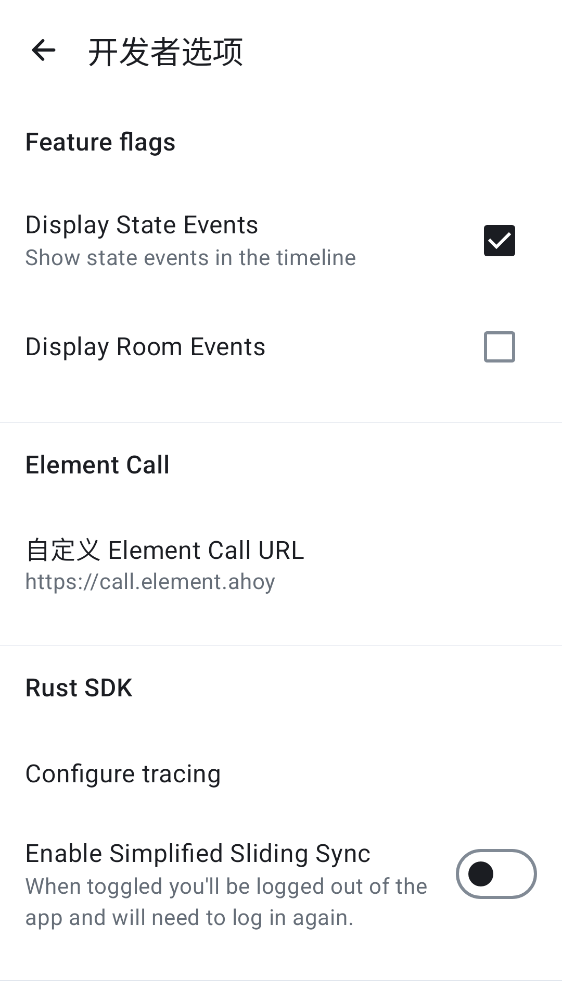 开发者选项
Feature flags
Display State Events
Show state events in the timeline
Display Room Events
Element Call
自定义 Element Call URL
https://call.element.ahoy
Rust SDK
Configure tracing
Enable Simplified Sliding Sync
When toggled you'll be logged out of the
app and will need to log in again.